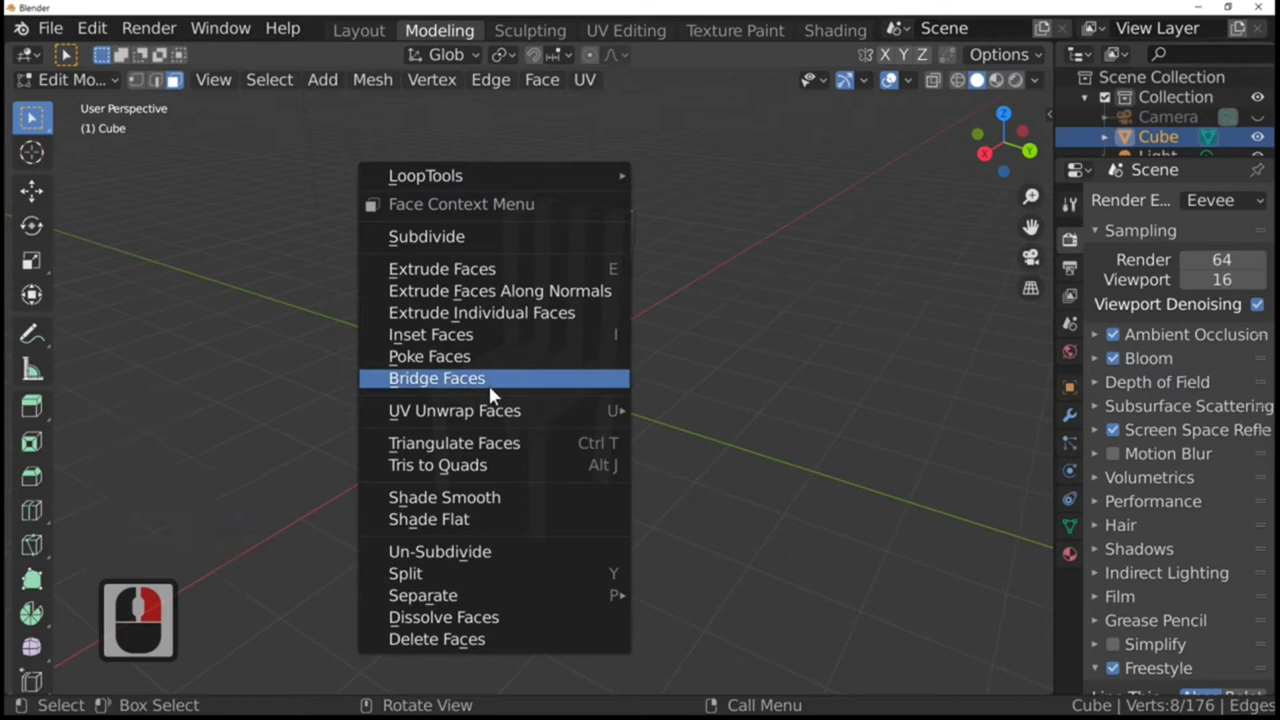 Blender
File Edit Render Window Help Layout Modeling Sculpting UV Editing Texture Paint Shading Scene View Layer
Glob X Y Z Options
Edit Mo... View Select Add Mesh Vertex Edge Face UV
User Perspective
(1) Cube
Z
Y
X
LoopTools
Face Context Menu
Subdivide
Extrude Faces E
Extrude Faces Along Normals
Extrude Individual Faces
Inset Faces I
Poke Faces
Bridge Faces
UV Unwrap Faces U
Triangulate Faces Ctrl T
Tris to Quads Alt J
Shade Smooth
Shade Flat
Un-Subdivide
Split Y
Separate P
Dissolve Faces
Delete Faces
Scene Collection
Collection
Camera
Cube
Light
Scene
Render E... Eevee
Sampling
Render 64
Viewport 16
Viewport Denoising
Ambient Occlusion
Bloom
Depth of Field
Subsurface Scattering
Screen Space Refle
Motion Blur
Volumetrics
Performance
Hair
Shadows
Indirect Lighting
Film
Grease Pencil
Simplify
Freestyle
Select Box Select Rotate View Call Menu Cube | Verts:8/176 | Edges